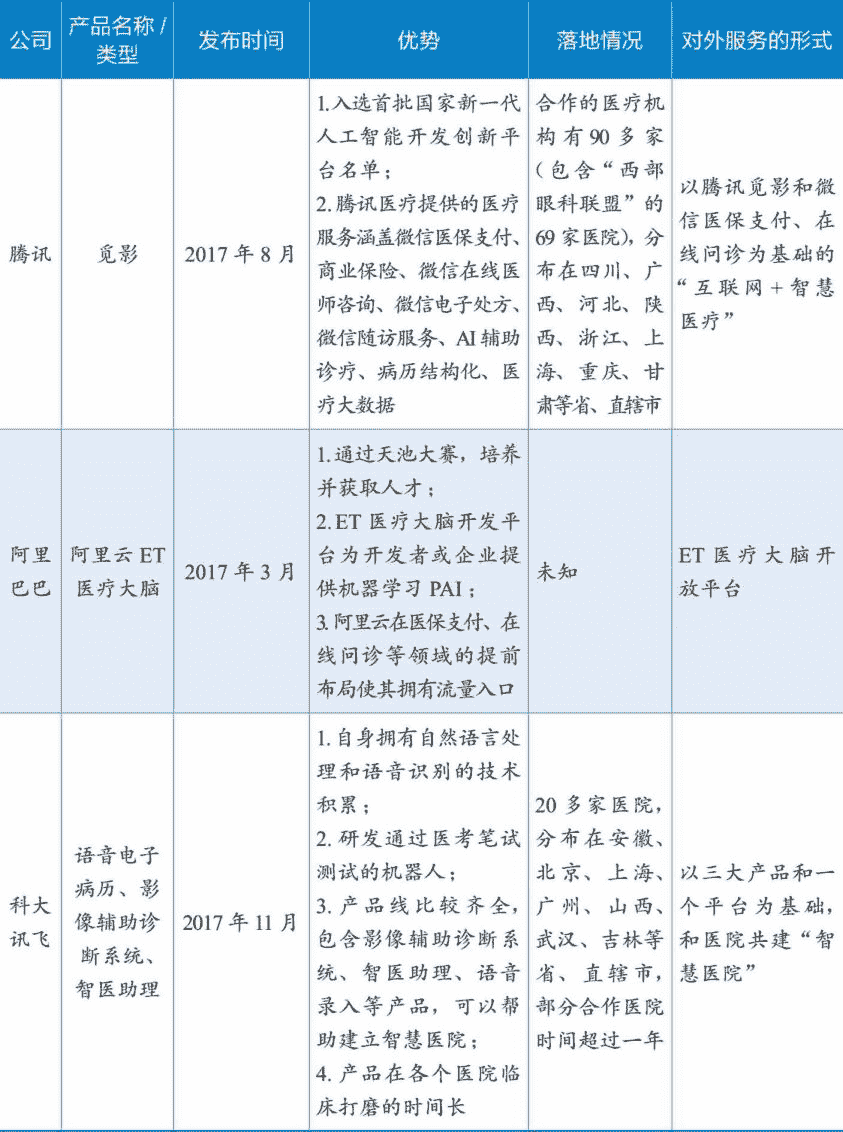 公司
产品名称 /
类型
发布时间
优势
落地情况
对外服务的形式
腾讯
觅影
2017 年 8 月
1.入选首批国家新一代
人工智能开发创新平
台名单；
2.腾讯医疗提供的医疗
服务涵盖微信医保支付、
商业保险、微信在线医
师咨询、微信电子处方、
微信随访服务、AI 辅助
诊疗、病历结构化、医
疗大数据
合作的医疗机
构有 90 多家
（包含“西部
眼科联盟”的
69 家医院），分
布在四川、广
西、河北、陕
西、浙江、上
海、重庆、甘
肃等省、直辖市
以腾讯觅影和微
信医保支付、在
线问诊为基础的
“互联网 + 智慧
医疗”
阿里
巴巴
阿里云 ET
医疗大脑
2017 年 3 月
1.通过天池大赛，培养
并获取人才；
2.ET 医疗大脑开发平
台为开发者或企业提
供机器学习 PAI；
3.阿里云在医保支付、在
线问诊等领域的提前
布局使其拥有流量入口
未知
ET 医疗大脑开
放平台
科大
讯飞
语音电子
病历、影
像辅助诊
断系统、
智医助理
2017 年 11 月
1. 自身拥有自然语言处
理和语音识别的技术
积累；
2. 研发通过医考笔试
测试的机器人；
3. 产品线比较齐全，
包含影像辅助诊断系
统、智医助理、语音
录入等产品，可以帮
助建立智慧医院；
4. 产品在各个医院临
床打磨的时间长
20 多家医院，
分布在安徽、
北京、上海、
广州、山西、
武汉、吉林等
省、直辖市，
部分合作医院
时间超过一年
以三大产品和一
个平台为基础，
和医院共建“智
慧医院”